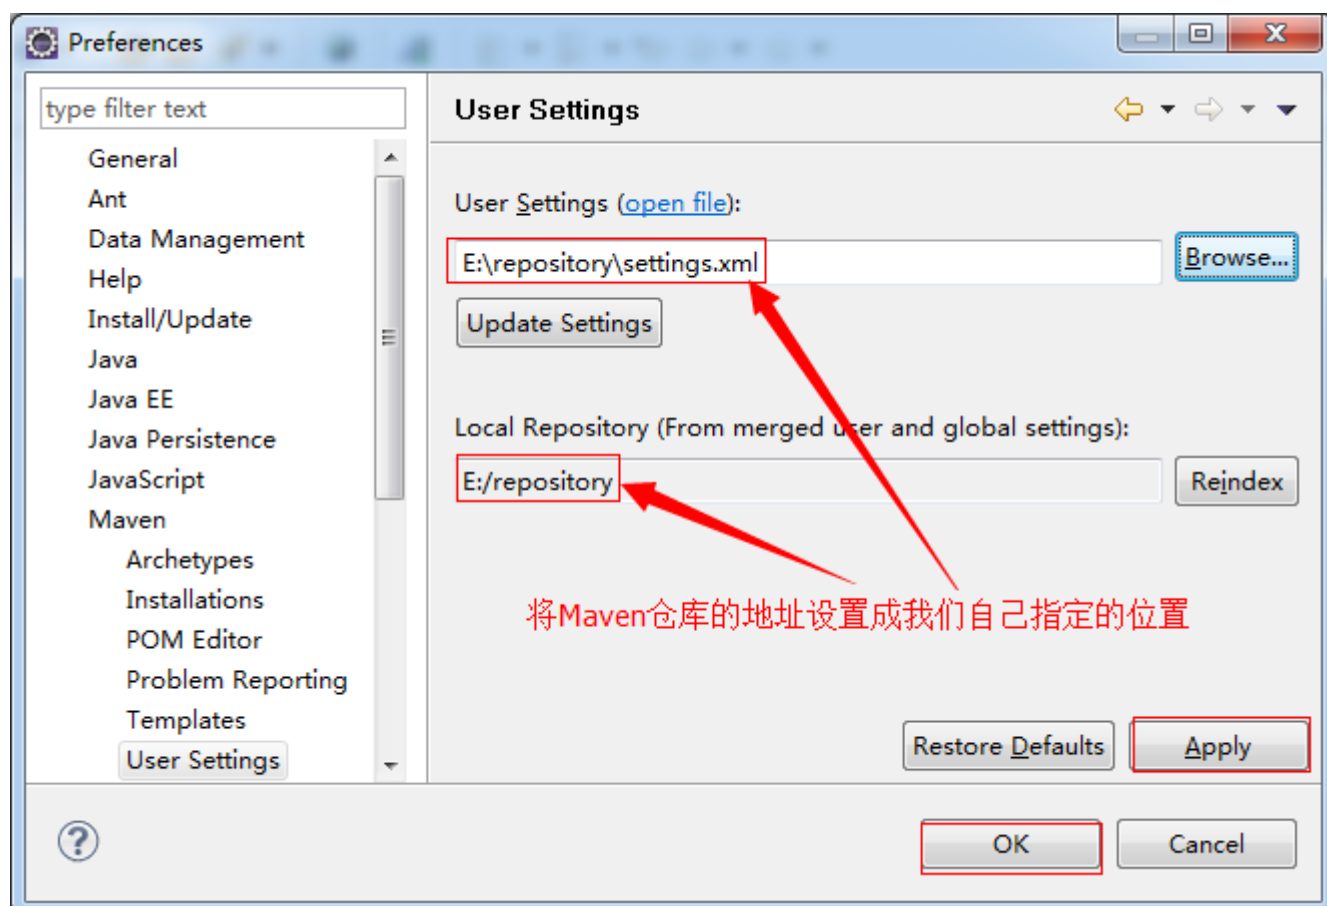 Preferences
type filter text
General
Ant
Data Management
Help
Install/Update
Java
Java EE
Java Persistence
JavaScript
Maven
Archetypes
Installations
POM Editor
Problem Reporting
Templates
User Settings
User Settings
User Settings (open file):
E:\repository\settings.xml
Browse...
Update Settings
Local Repository (From merged user and global settings):
E:/repository
Reindex
将Maven仓库的地址设置成我们自己指定的位置
Restore Defaults
Apply
OK
Cancel